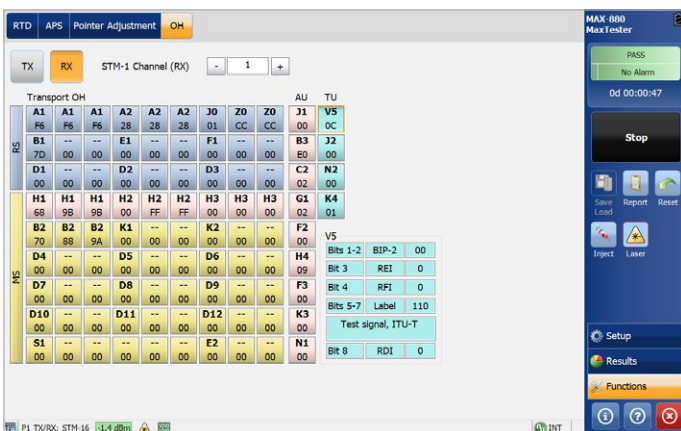 RTD APS Pointer Adjustment OH
MAX-880
MaxTester
PASS
No Alarm
0d 00:00:47
Stop
Save
Load
Report
Reset
Inject
Laser
Setup
Results
Functions
TX RX STM-1 Channel (RX) - 1 +
Transport OH AU TU
RS
MS
A1 A1 A1 A2 A2 A2 J0 Z0 Z0 J1 V5
F6 F6 F6 28 28 28 01 CC CC 00 0C
B1 -- -- E1 -- -- F1 -- -- B3 J2
7D 00 00 00 00 00 00 00 00 E0 00
D1 -- -- D2 -- -- D3 -- -- C2 N2
00 00 00 00 00 00 00 00 00 02 00
H1 H1 H1 H2 H2 H2 H3 H3 H3 G1 K4
68 9B 9B 00 FF FF 00 00 00 02 01
B2 B2 B2 K1 -- -- K2 -- -- F2
70 88 9A 00 00 00 00 00 00 00
D4 -- -- D5 -- -- D6 -- -- H4
00 00 00 00 00 00 00 00 00 09
D7 -- -- D8 -- -- D9 -- -- F3
00 00 00 00 00 00 00 00 00 00
D10 -- -- D11 -- -- D12 -- -- K3
00 00 00 00 00 00 00 00 00 00
S1 -- -- -- -- -- E2 -- -- N1
00 00 00 00 00 00 00 00 00 00
V5
Bits 1-2 BIP-2 00
Bit 3 REI 0
Bit 4 RFI 0
Bits 5-7 Label 110
Test signal, ITU-T
Bit 8 RDI 0
P1 TX/RX: STM-16 -1.4 dBm
INT